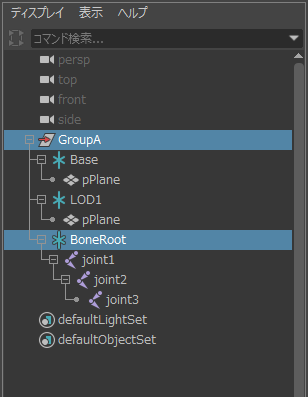 ディスプレイ 表示 ヘルプ
コマンド検索...
persp
top
front
side
GroupA
Base
pPlane
LOD1
pPlane
BoneRoot
joint1
joint2
joint3
defaultLightSet
defaultObjectSet